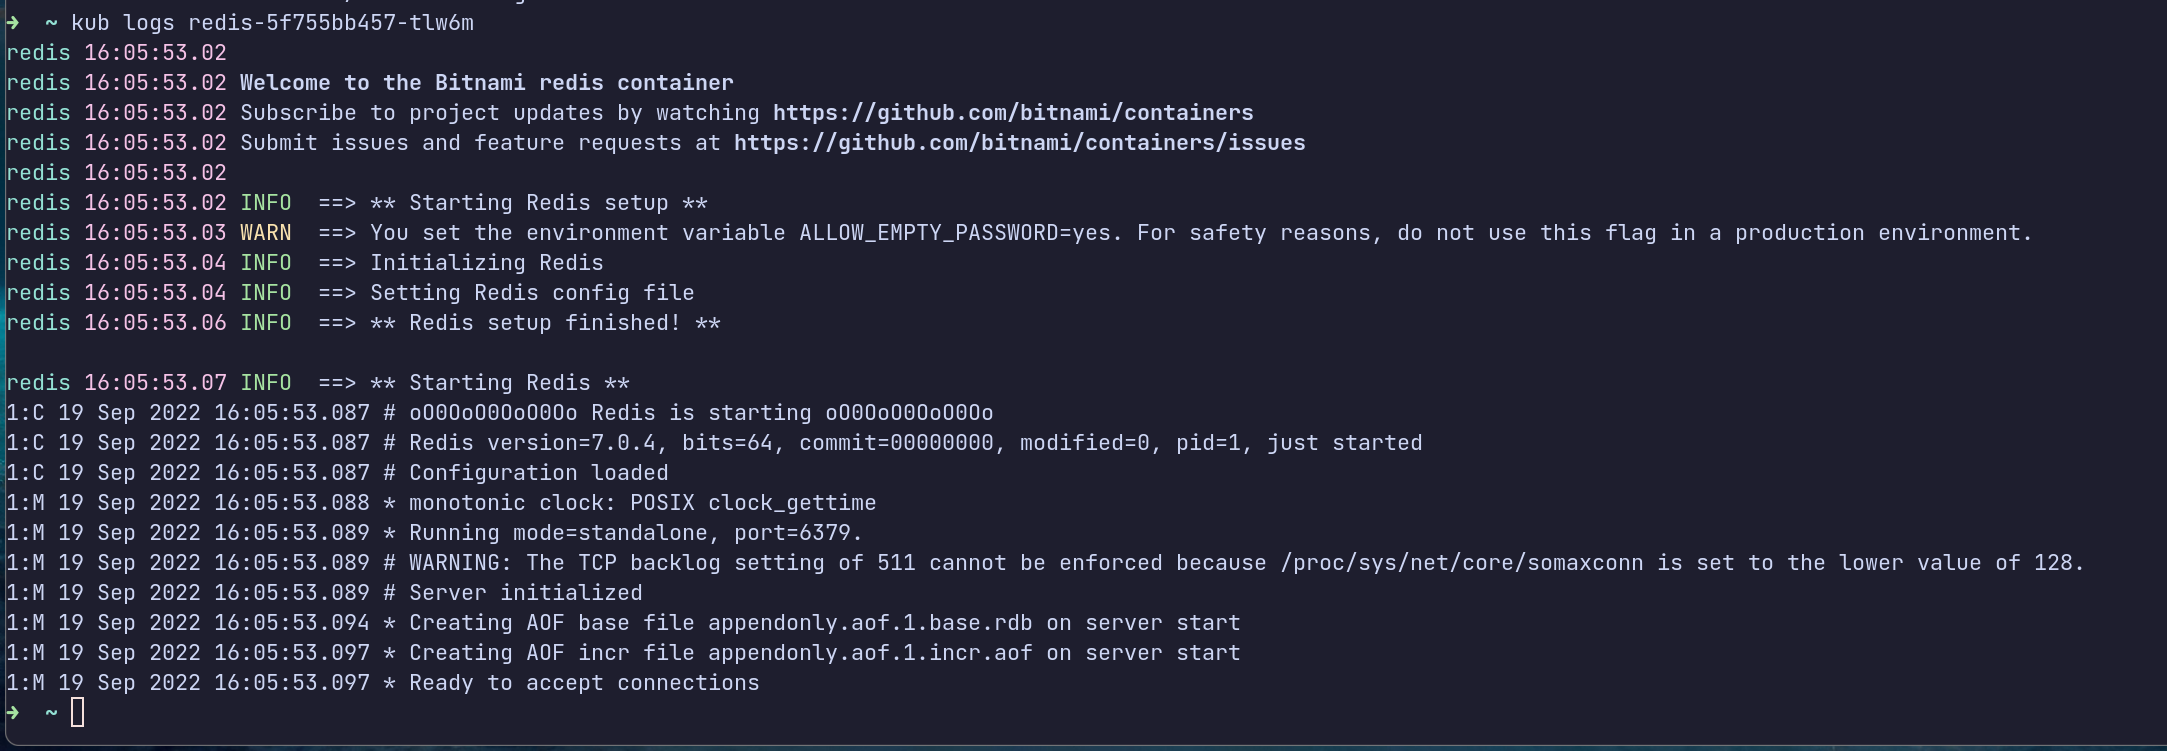 ➜  ~ kub logs redis-5f755bb457-tlw6m
redis 16:05:53.02
redis 16:05:53.02 Welcome to the Bitnami redis container
redis 16:05:53.02 Subscribe to project updates by watching https://github.com/bitnami/containers
redis 16:05:53.02 Submit issues and feature requests at https://github.com/bitnami/containers/issues
redis 16:05:53.02
redis 16:05:53.02 INFO  ==> ** Starting Redis setup **
redis 16:05:53.03 WARN  ==> You set the environment variable ALLOW_EMPTY_PASSWORD=yes. For safety reasons, do not use this flag in a production environment.
redis 16:05:53.04 INFO  ==> Initializing Redis
redis 16:05:53.04 INFO  ==> Setting Redis config file
redis 16:05:53.06 INFO  ==> ** Redis setup finished! **
redis 16:05:53.07 INFO  ==> ** Starting Redis **
1:C 19 Sep 2022 16:05:53.087 # oO0OoO0OoO0Oo Redis is starting oO0OoO0OoO0Oo
1:C 19 Sep 2022 16:05:53.087 # Redis version=7.0.4, bits=64, commit=00000000, modified=0, pid=1, just started
1:C 19 Sep 2022 16:05:53.087 # Configuration loaded
1:M 19 Sep 2022 16:05:53.088 * monotonic clock: POSIX clock_gettime
1:M 19 Sep 2022 16:05:53.089 * Running mode=standalone, port=6379.
1:M 19 Sep 2022 16:05:53.089 # WARNING: The TCP backlog setting of 511 cannot be enforced because /proc/sys/net/core/somaxconn is set to the lower value of 128.
1:M 19 Sep 2022 16:05:53.089 # Server initialized
1:M 19 Sep 2022 16:05:53.094 * Creating AOF base file appendonly.aof.1.base.rdb on server start
1:M 19 Sep 2022 16:05:53.097 * Creating AOF incr file appendonly.aof.1.incr.aof on server start
1:M 19 Sep 2022 16:05:53.097 * Ready to accept connections
➜  ~